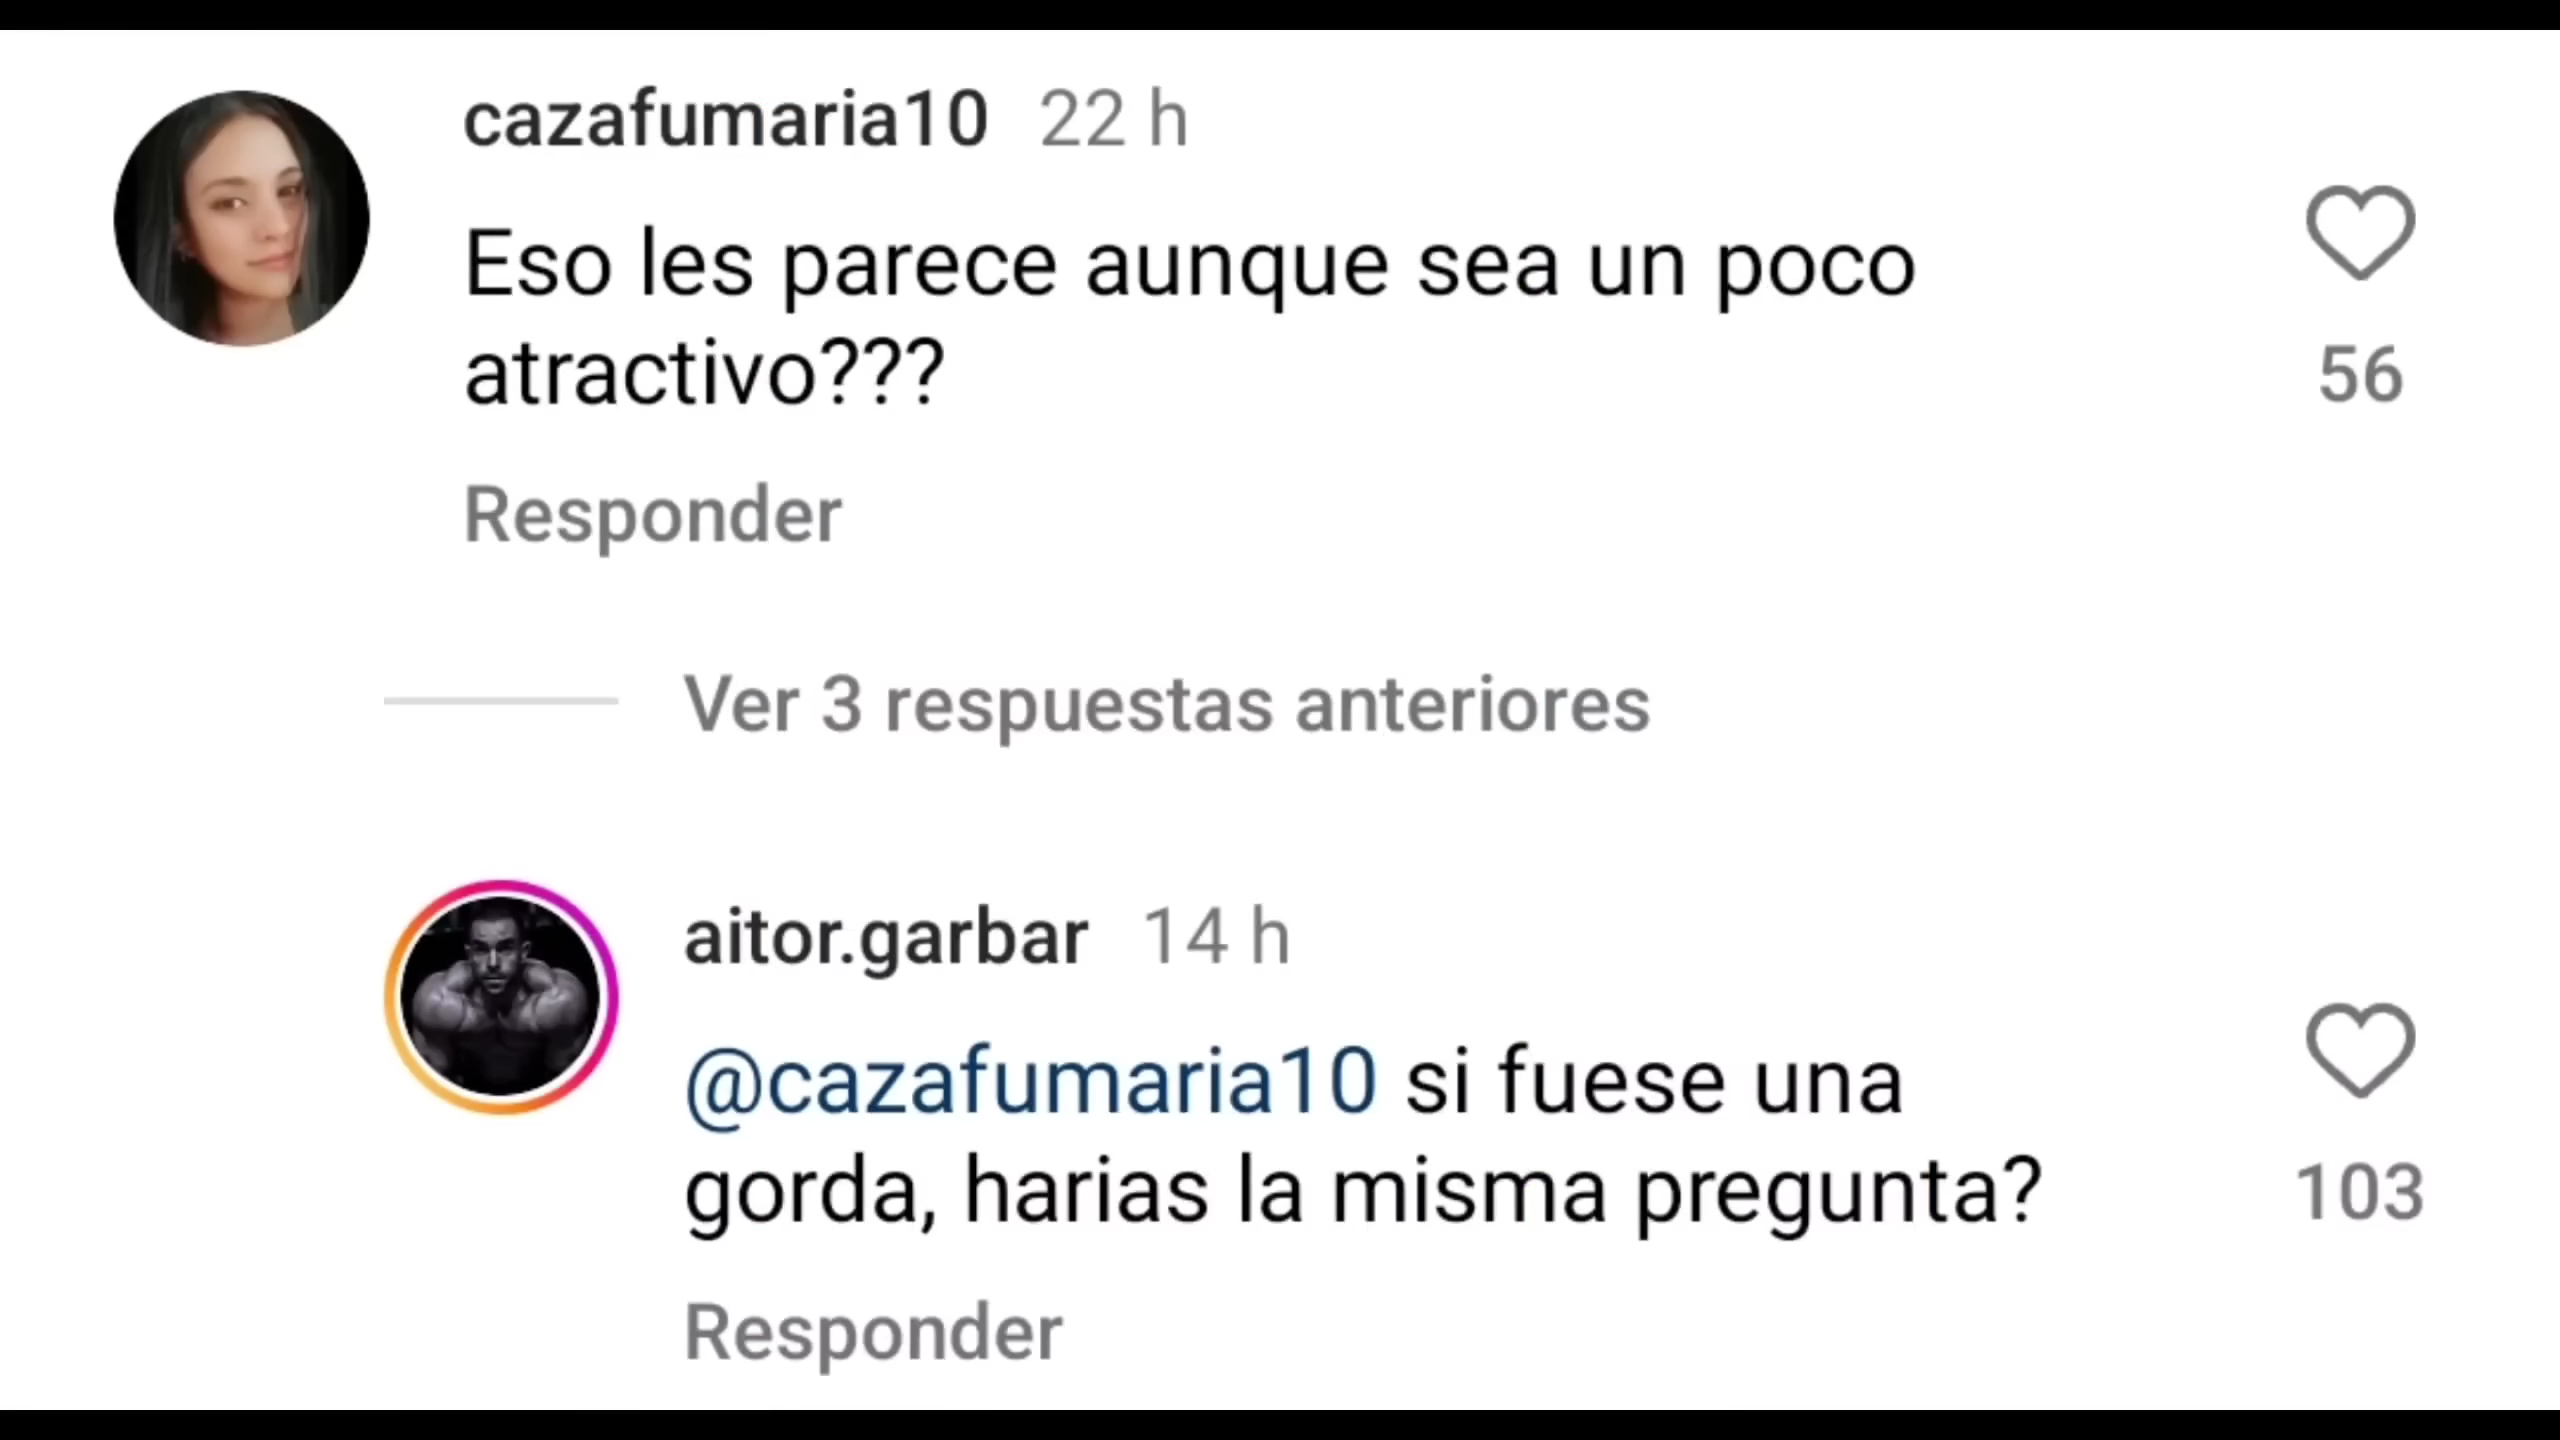 cazafumaria10 22 h
Eso les parece aunque sea un poco
atractivo???
56
Responder
Ver 3 respuestas anteriores
aitor.garbar 14 h
@cazafumaria10 si fuese una
gorda, harias la misma pregunta?
103
Responder